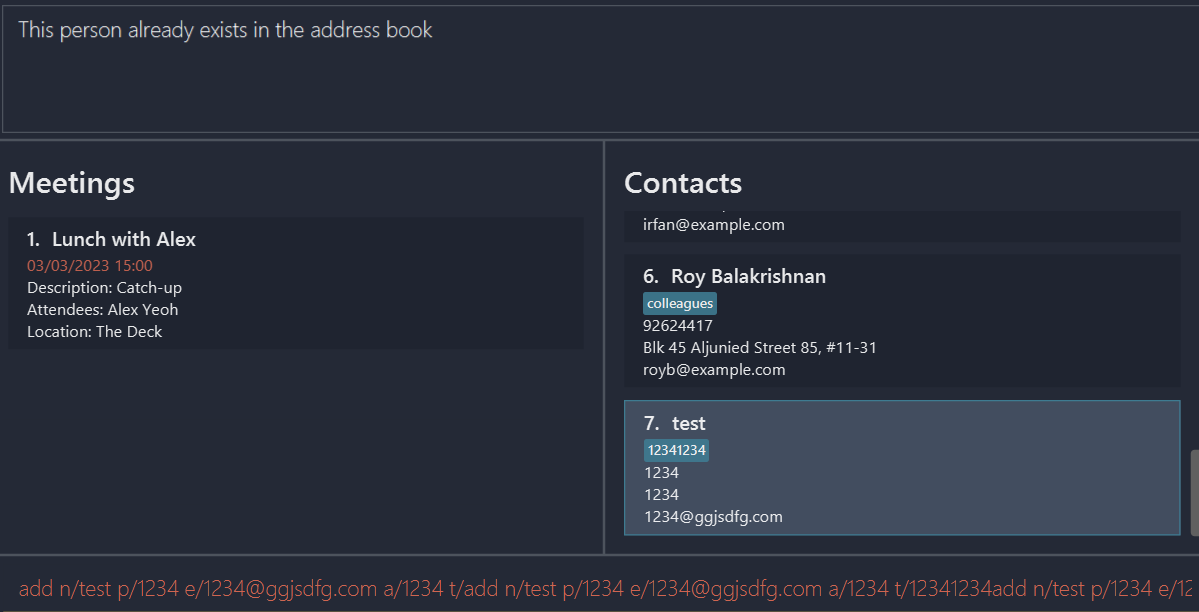 This person already exists in the address book
Meetings
1. Lunch with Alex
03/03/2023 15:00
Description: Catch-up
Attendees: Alex Yeoh
Location: The Deck
Contacts
irfan@example.com
6. Roy Balakrishnan
colleagues
92624417
Blk 45 Aljunied Street 85, #11-31
royb@example.com
7. test
12341234
1234
1234
1234@ggjsdfg.com
add n/test p/1234 e/1234@ggjsdfg.com a/1234 t/add n/test p/1234 e/1234@ggjsdfg.com a/1234 t/12341234add n/test p/1234 e/12